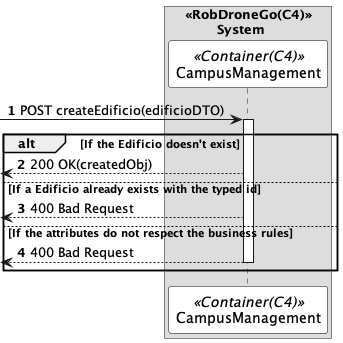 «RobDroneGo(C4)»
System
«Container(C4)»
CampusManagement
1 POST createEdificio(edificioDTO)
alt [If the Edificio doesn't exist]
2 200 OK(createdObj)
[If a Edificio already exists with the typed id]
3 400 Bad Request
[If the attributes do not respect the business rules]
4 400 Bad Request
«Container(C4)»
CampusManagement